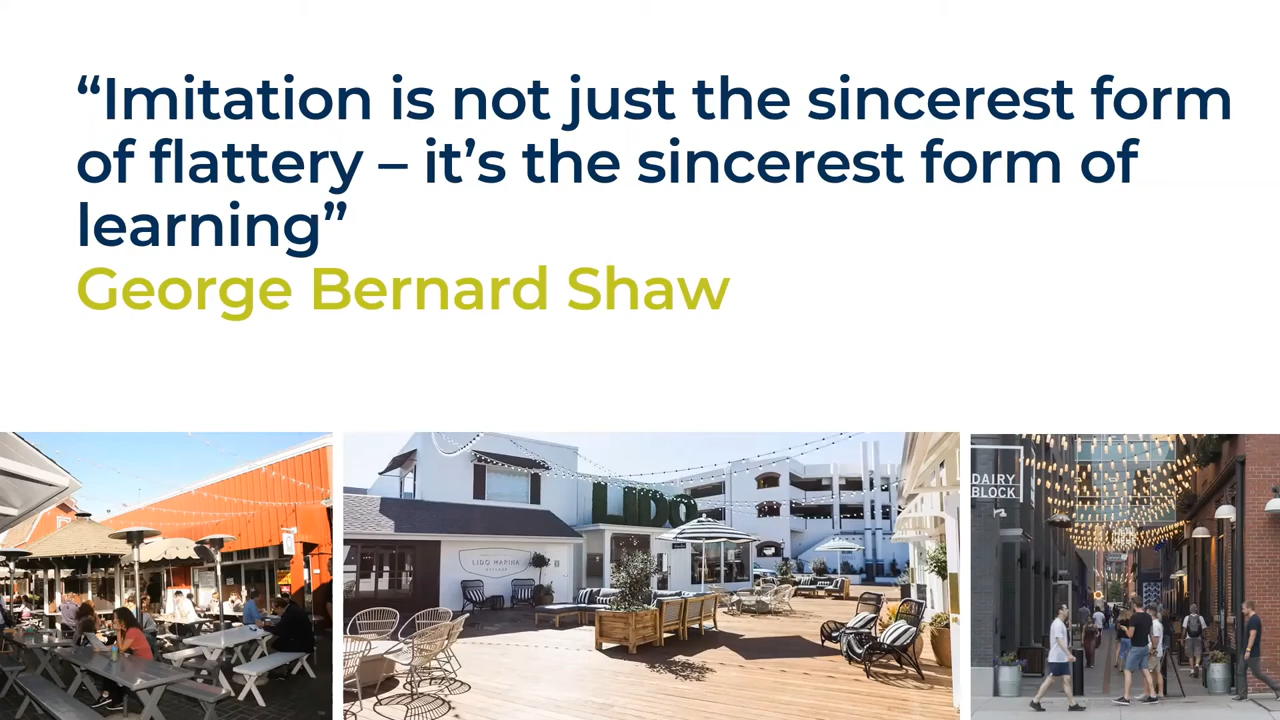 “Imitation is not just the sincerest form
of flattery – it’s the sincerest form of
learning”
George Bernard Shaw
LIDO
LIDO MARINA
VILLAGE
DAIRY
BLOCK